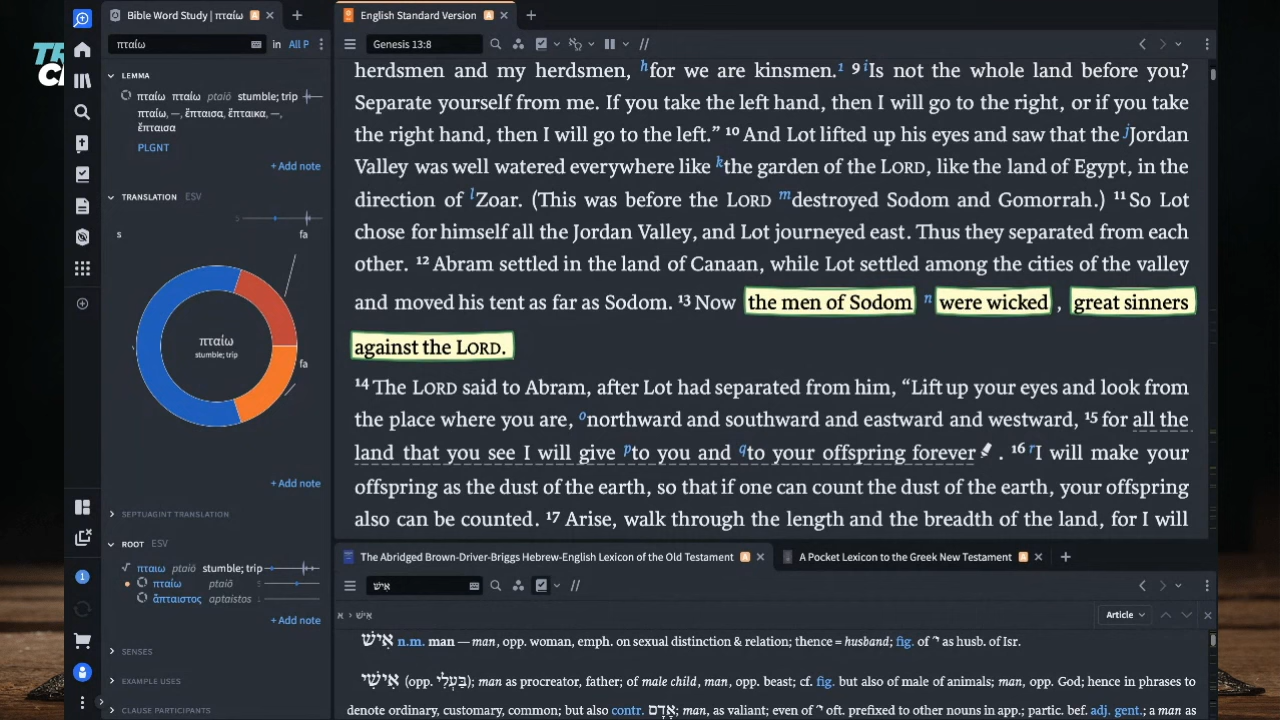 TR
C
Bible Word Study | πταίω A
πταίω in All P
LEMMA
πταίω πταίω ptaiō stumble; trip
πταίω, —, ἔπταισα, ἔπταικα, —,
ἔπταισα
PLGNT
+ Add note
TRANSLATION ESV
s fa
πταίω
stumble; trip
fa
+ Add note
SEPTUAGINT TRANSLATION
ROOT ESV
πταιω ptaiō stumble; trip
πταίω ptaiō
ἄπταιστος aptaistos
+ Add note
SENSES
EXAMPLE USES
CLAUSE PARTICIPANTS
1
English Standard Version A
Genesis 13:8
herdsmen and my herdsmen, h for we are kinsmen. 1 9 i Is not the whole land before you?
Separate yourself from me. If you take the left hand, then I will go to the right, or if you take
the right hand, then I will go to the left.” 10 And Lot lifted up his eyes and saw that the j Jordan
Valley was well watered everywhere like k the garden of the LORD, like the land of Egypt, in the
direction of l Zoar. (This was before the LORD m destroyed Sodom and Gomorrah.) 11 So Lot
chose for himself all the Jordan Valley, and Lot journeyed east. Thus they separated from each
other. 12 Abram settled in the land of Canaan, while Lot settled among the cities of the valley
and moved his tent as far as Sodom. 13 Now the men of Sodom n were wicked , great sinners
against the LORD.
14 The LORD said to Abram, after Lot had separated from him, “Lift up your eyes and look from
the place where you are, o northward and southward and eastward and westward, 15 for all the
land that you see I will give p to you and q to your offspring forever . 16 r I will make your
offspring as the dust of the earth, so that if one can count the dust of the earth, your offspring
also can be counted. 17 Arise, walk through the length and the breadth of the land, for I will
The Abridged Brown-Driver-Briggs Hebrew-English Lexicon of the Old Testament A
A Pocket Lexicon to the Greek New Testament A
אִישׁ
א › אִישׁ Article
אִישׁ n.m. man — man, opp. woman, emph. on sexual distinction & relation; thence = husband; fig. of י׳ as husb. of Isr.
אִישִׁי (opp. בַּעְלִי); man as procreator, father; of male child, man, opp. beast; cf. fig. but also of male of animals; man, opp. God; hence in phrases to
denote ordinary, customary, common; but also contr. אָדָם; man, as valiant; even of י׳ oft. prefixed to other nouns in app.; partic. bef. adj. gent.; a man as